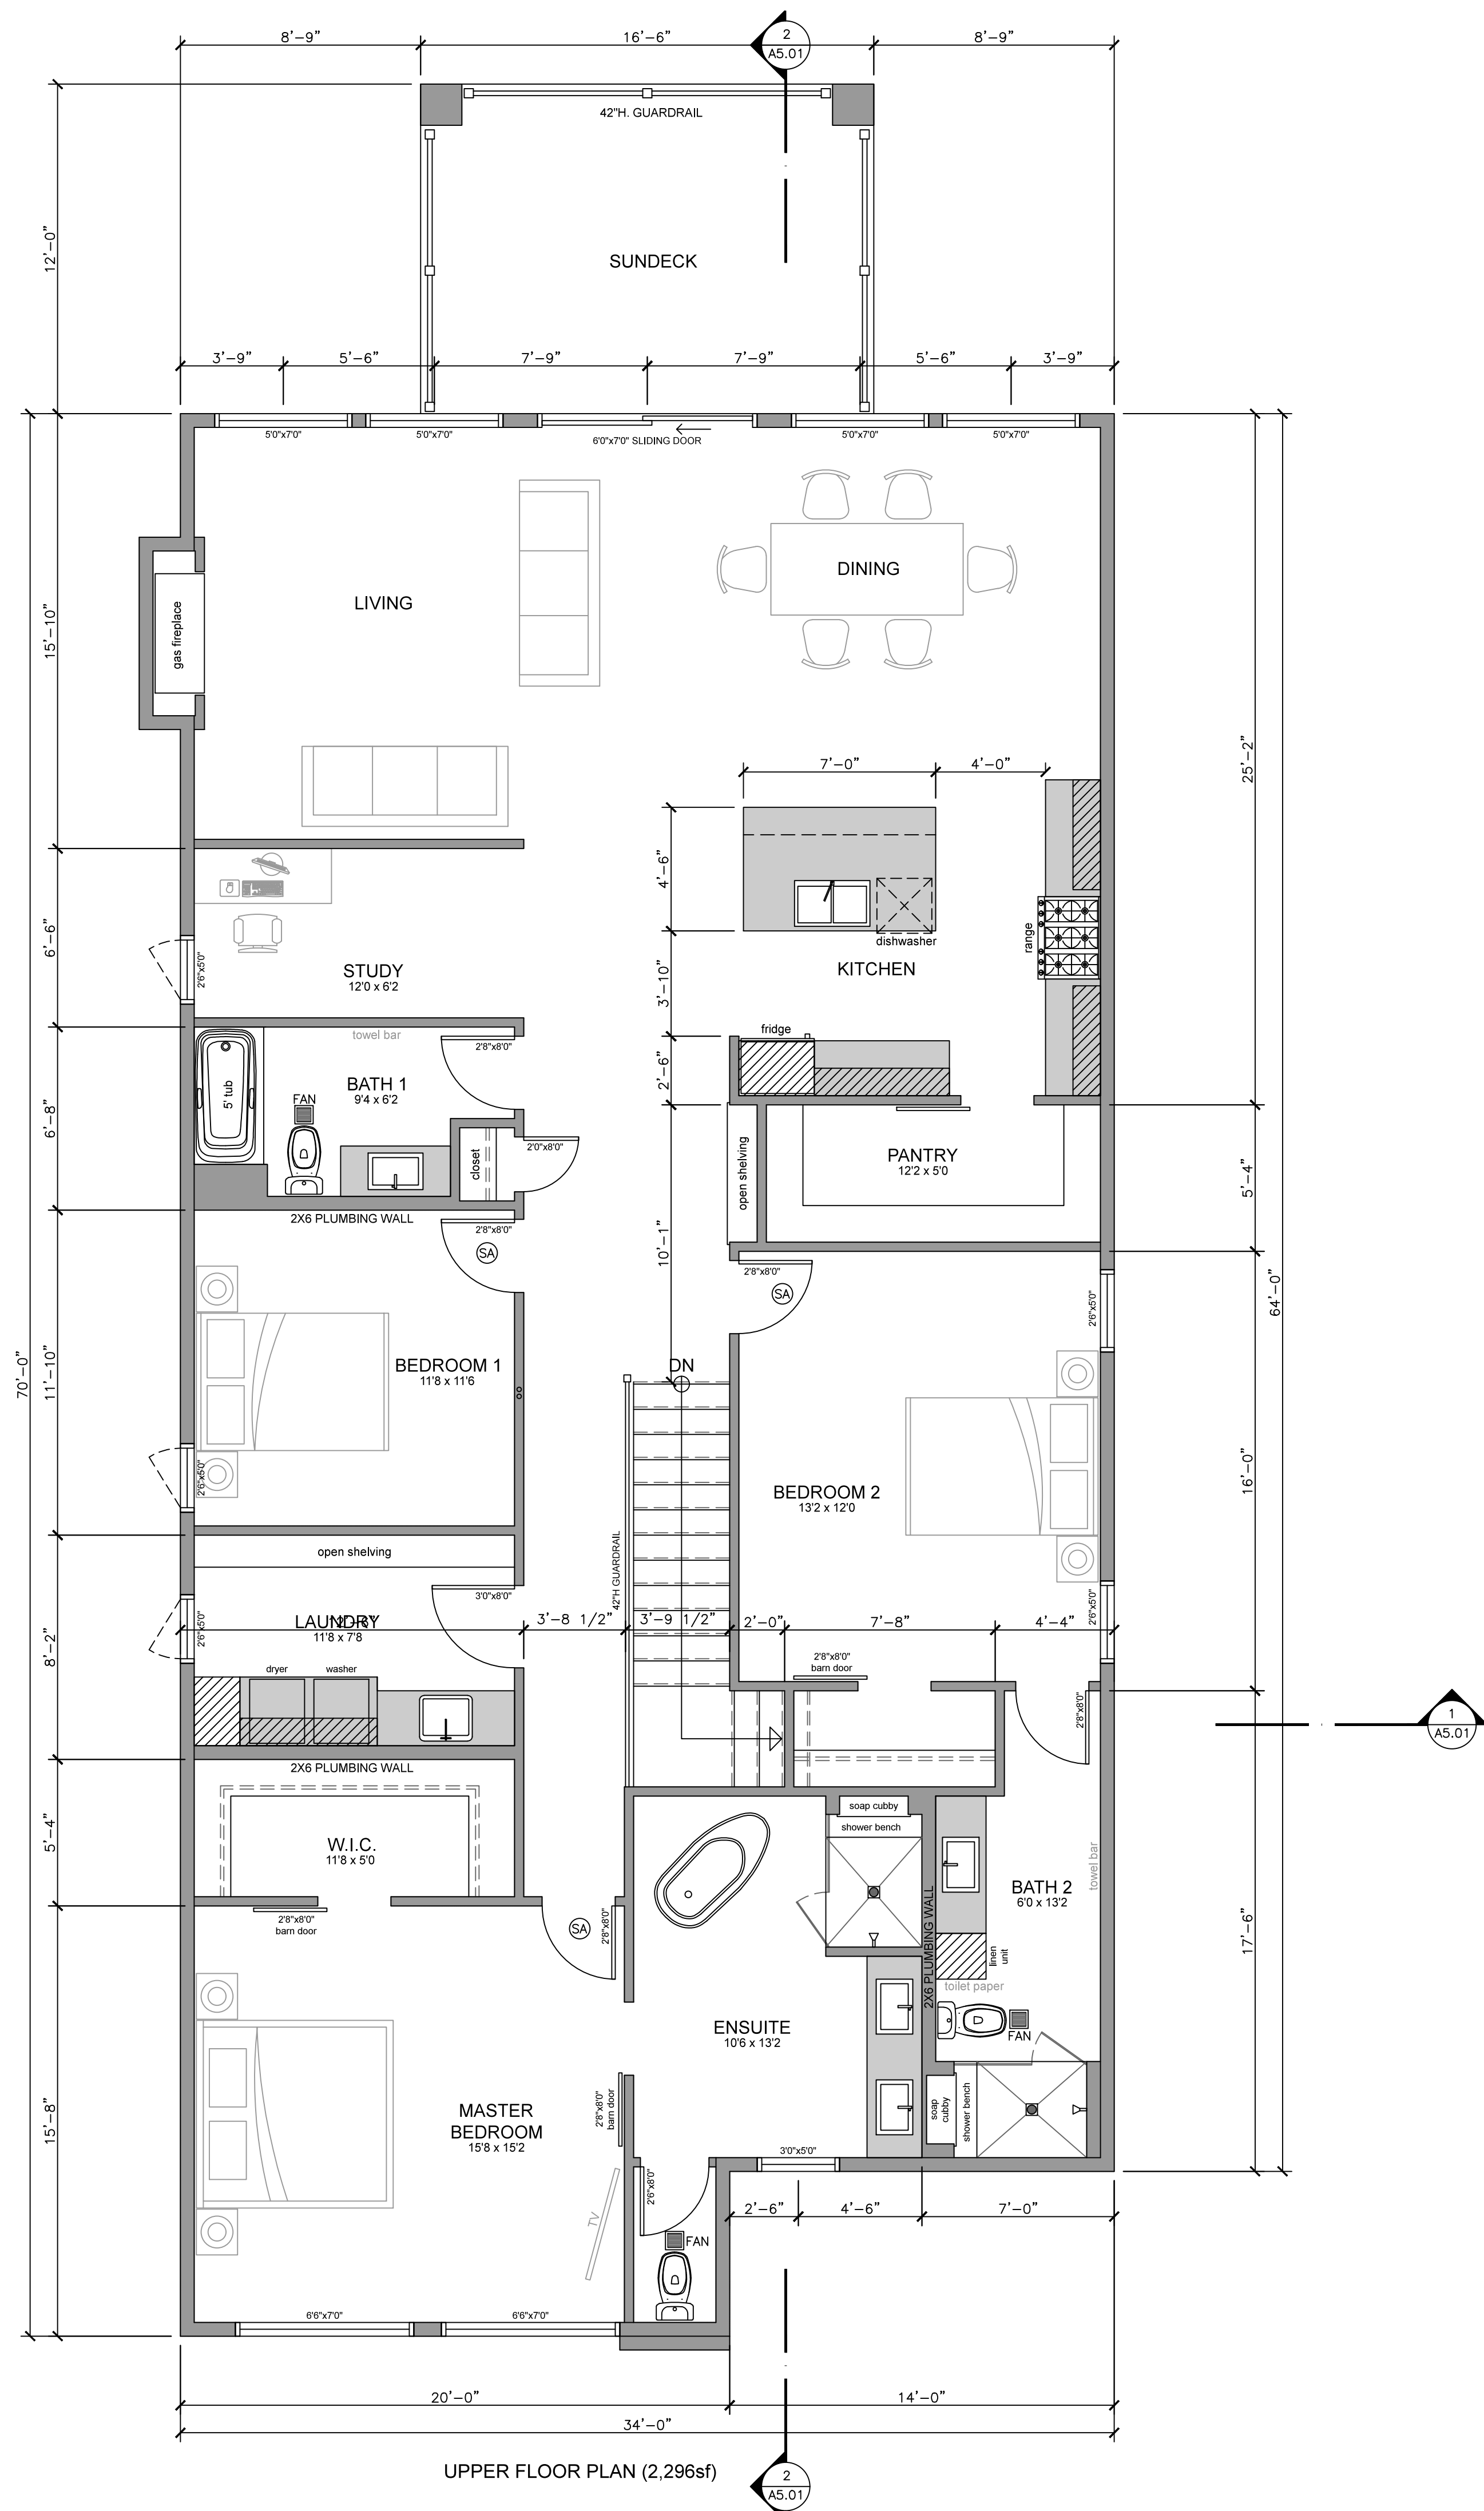 8'-9"
16'-6"
8'-9"
2
A5.01
42"H. GUARDRAIL
12'-0"
SUNDECK
3'-9"
5'-6"
7'-9"
7'-9"
5'-6"
3'-9"
5'0"x7'0"
5'0"x7'0"
6'0"x7'0" SLIDING DOOR
5'0"x7'0"
5'0"x7'0"
LIVING
DINING
gas fireplace
15'-10"
25'-2"
7'-0"
4'-0"
4'-6"
dishwasher
range
KITCHEN
6'-6"
2'6"x5'0"
STUDY
12'0 x 6'2
3'-10"
fridge
2'-6"
towel bar
2'8"x8'0"
BATH 1
9'4 x 6'2
5' tub
FAN
6'-8"
closet
2'0"x8'0"
open shelving
PANTRY
12'2 x 5'0
5'-4"
2X6 PLUMBING WALL
2'8"x8'0"
SA
10'-1"
2'8"x8'0"
SA
2'6"x5'0"
64'-0"
70'-0"
11'-10"
BEDROOM 1
11'8 x 11'6
DN
2'6"x5'0"
BEDROOM 2
13'2 x 12'0
16'-0"
open shelving
42"H GUARDRAIL
3'0"x8'0"
2'6"x5'0"
LAUNDRY
11'8 x 7'8
3'-8 1/2"
3'-9 1/2"
2'-0"
7'-8"
4'-4"
2'6"x5'0"
8'-2"
dryer
washer
2'8"x8'0"
barn door
2'8"x8'0"
1
A5.01
2X6 PLUMBING WALL
W.I.C.
11'8 x 5'0
5'-4"
soap cubby
shower bench
towel bar
BATH 2
6'0 x 13'2
2'8"x8'0"
barn door
SA
2'8"x8'0"
2X6 PLUMBING WALL
linen
unit
toilet paper
17'-6"
ENSUITE
10'6 x 13'2
FAN
15'-8"
MASTER
BEDROOM
15'8 x 15'2
2'8"x8'0"
barn door
soap
cubby
shower bench
3'0"x5'0"
2'6"x8'0"
TV
FAN
2'-6"
4'-6"
7'-0"
6'6"x7'0"
6'6"x7'0"
20'-0"
14'-0"
34'-0"
UPPER FLOOR PLAN (2,296sf)
2
A5.01